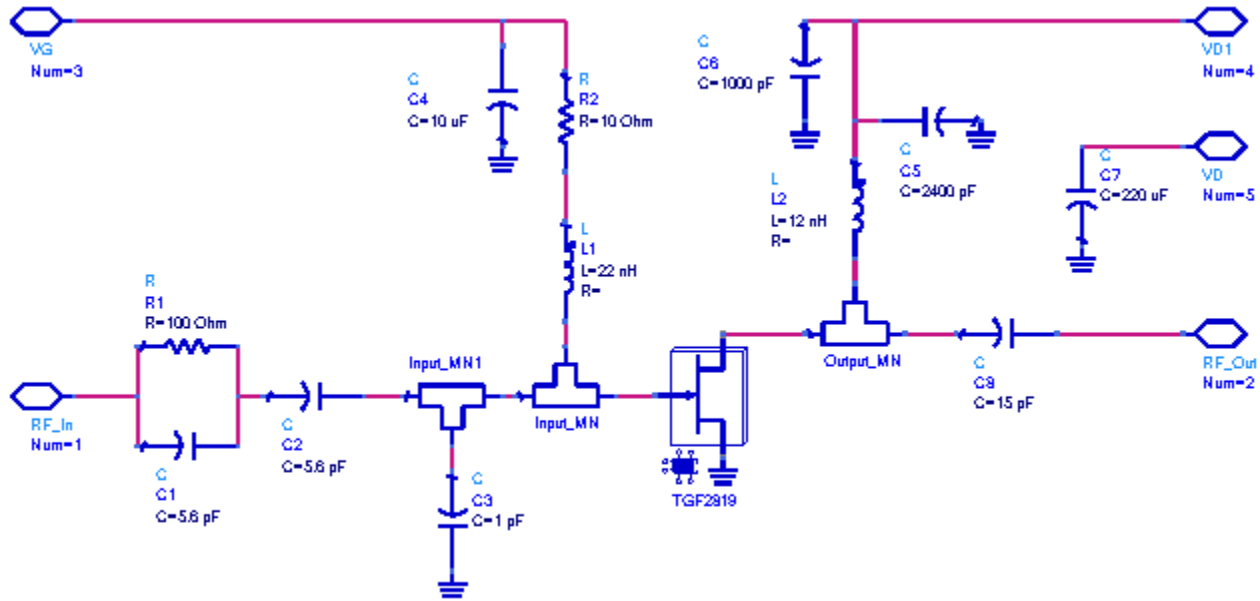 VG
Num=3
C
C4
C=10 uF
R
R2
R=10 Ohm
C
C6
C=1000 pF
VD1
Num=4
C
C5
C=2400 pF
C
C7
C=220 uF
VD
Num=5
L
L2
L=12 nH
R=
L
L1
L=22 nH
R=
R
R1
R=100 Ohm
RF_In
Num=1
C
C1
C=5.6 pF
C
C2
C=5.6 pF
Input_MN1
C
C3
C=1 pF
Input_MN
TGF2819
Output_MN
C
C8
C=15 pF
RF_Out
Num=2